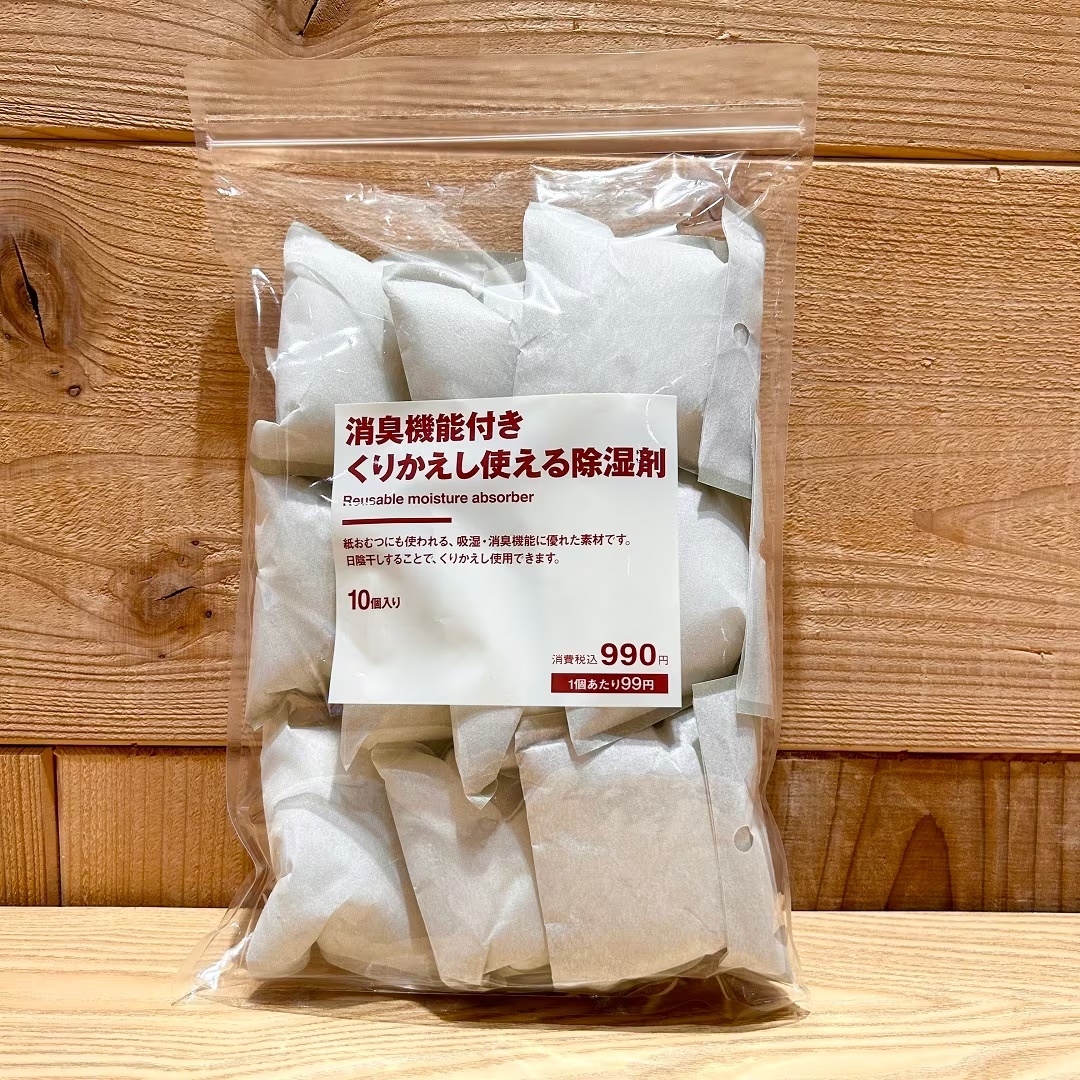 消臭機能付き
くりかえし使える除湿剤
Reusable moisture absorber
紙おむつにも使われる、吸湿・消臭機能に優れた素材です。
日陰干しすることで、くりかえし使用できます。
10個入り
消費税込990円
1個あたり99円